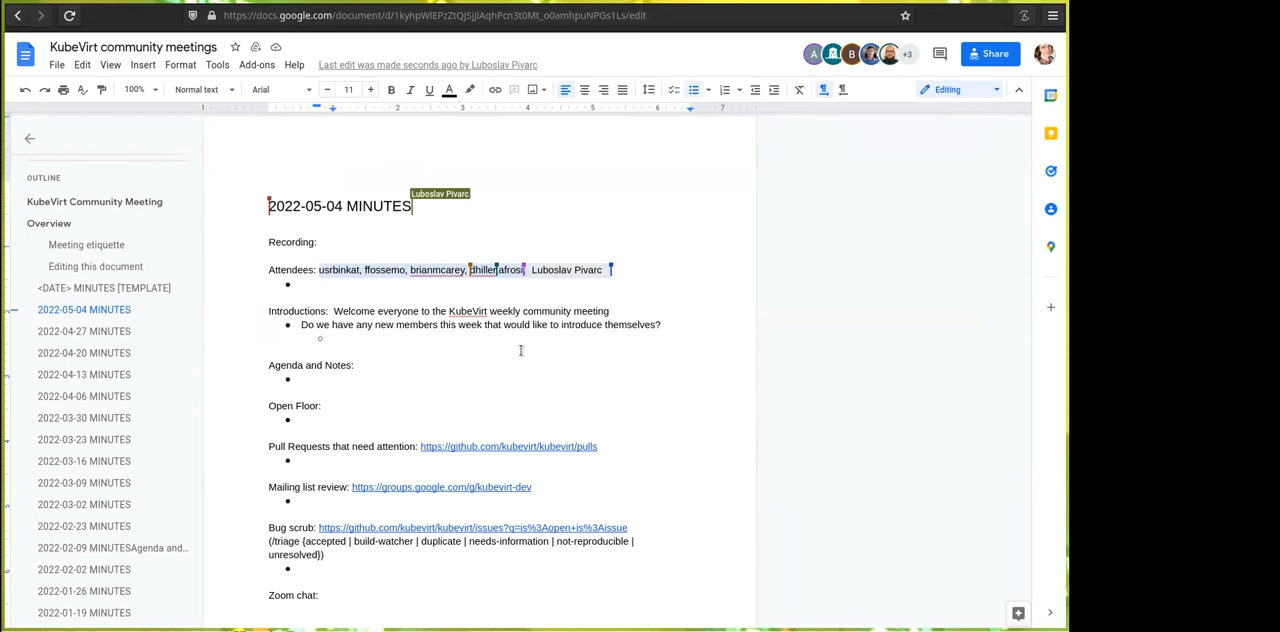 https://docs.google.com/document/d/1kyhpWlEPzZtQJSjJlAqhPcn3t0Mt_o0amhpuNPGs1Ls/edit
KubeVirt community meetings
File Edit View Insert Format Tools Add-ons Help Last edit was made seconds ago by Luboslav Pivarc
A B +3 Share
100% Normal text Arial 11 Editing
1 2 3 4 5 6 7
OUTLINE
KubeVirt Community Meeting
Overview
Meeting etiquette
Editing this document
<DATE> MINUTES [TEMPLATE]
2022-05-04 MINUTES
2022-04-27 MINUTES
2022-04-20 MINUTES
2022-04-13 MINUTES
2022-04-06 MINUTES
2022-03-30 MINUTES
2022-03-23 MINUTES
2022-03-16 MINUTES
2022-03-09 MINUTES
2022-03-02 MINUTES
2022-02-23 MINUTES
2022-02-09 MINUTESAgenda and...
2022-02-02 MINUTES
2022-01-26 MINUTES
2022-01-19 MINUTES
Luboslav Pivarc
2022-05-04 MINUTES
Recording:
Attendees: usrbinkat, ffossemo, brianmcarey, dhiller,afrosi, Luboslav Pivarc
Introductions: Welcome everyone to the KubeVirt weekly community meeting
Do we have any new members this week that would like to introduce themselves?
Agenda and Notes:
Open Floor:
Pull Requests that need attention: https://github.com/kubevirt/kubevirt/pulls
Mailing list review: https://groups.google.com/g/kubevirt-dev
Bug scrub: https://github.com/kubevirt/kubevirt/issues?q=is%3Aopen+is%3Aissue
(/triage {accepted | build-watcher | duplicate | needs-information | not-reproducible |
unresolved})
Zoom chat: